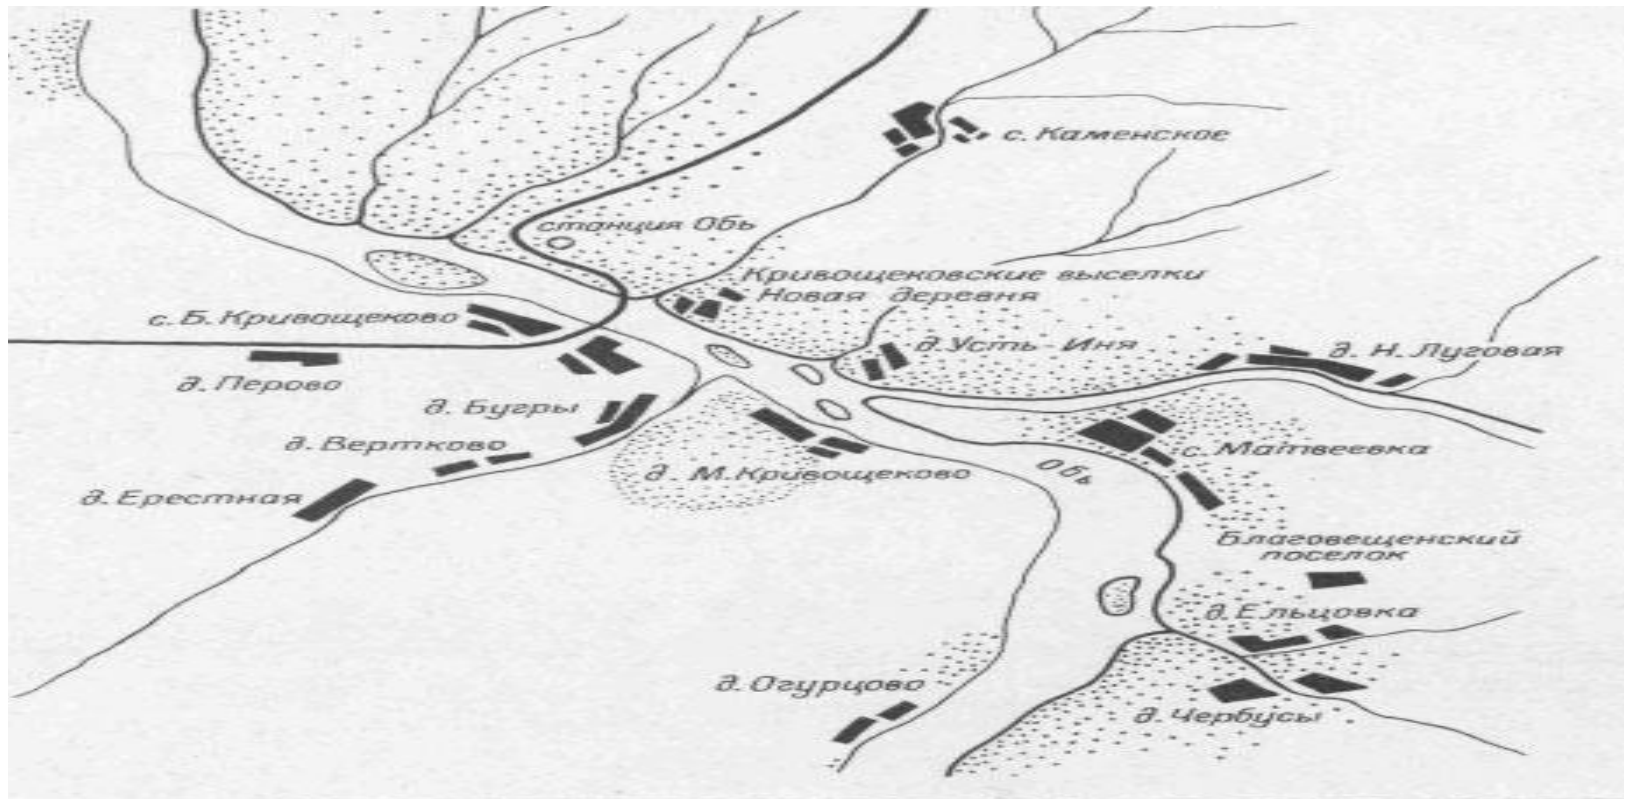 с. Каменское
станция Обь
Кривощековские выселки
Новая деревня
с. Б. Кривощеково
д. Усть-Иня
д. Н. Луговая
д. Перово
д. Бугры
д. Вертково
с. Матвеевка
д. М. Кривощеково
Обь
д. Ерестная
Благовещенский
поселок
д. Ельцовка
д. Огурцово
д. Чербусы